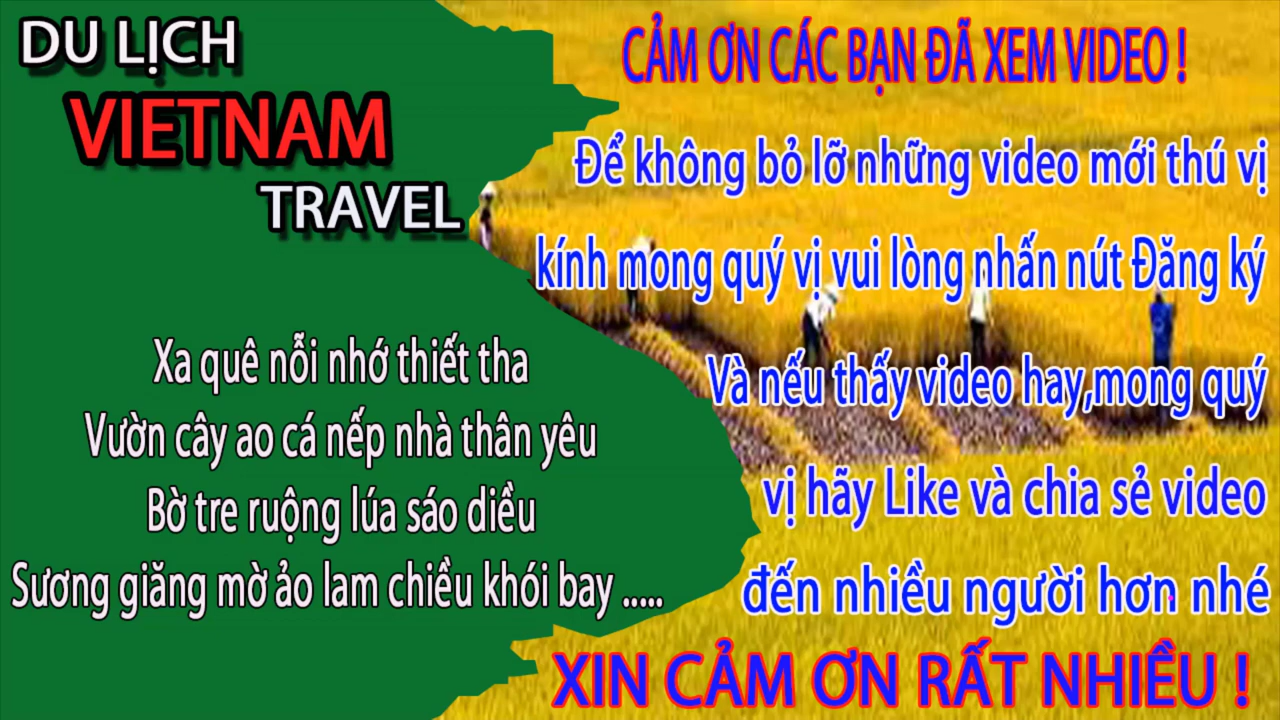 DU LỊCH
VIETNAM
TRAVEL
Xa quê nỗi nhớ thiết tha
Vườn cây ao cá nếp nhà thân yêu
Bờ tre ruộng lúa sáo diều
Sương giăng mờ ảo lam chiều khói bay .....
CẢM ƠN CÁC BẠN ĐÃ XEM VIDEO !
Để không bỏ lỡ những video mới thú vị
kính mong quý vị vui lòng nhấn nút Đăng ký
Và nếu thấy video hay,mong quý
vị hãy Like và chia sẻ video
đến nhiều người hơn nhé
XIN CẢM ƠN RẤT NHIỀU !